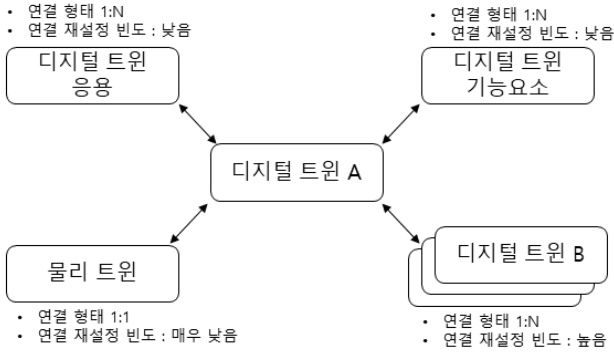 • 연결 형태 1:N
• 연결 재설정 빈도 : 낮음
디지털 트윈
응용
• 연결 형태 1:N
• 연결 재설정 빈도 : 낮음
디지털 트윈
기능요소
디지털 트윈 A
물리 트윈
• 연결 형태 1:1
• 연결 재설정 빈도 : 매우 낮음
디지털 트윈 B
• 연결 형태 1:N
• 연결 재설정 빈도 : 높음